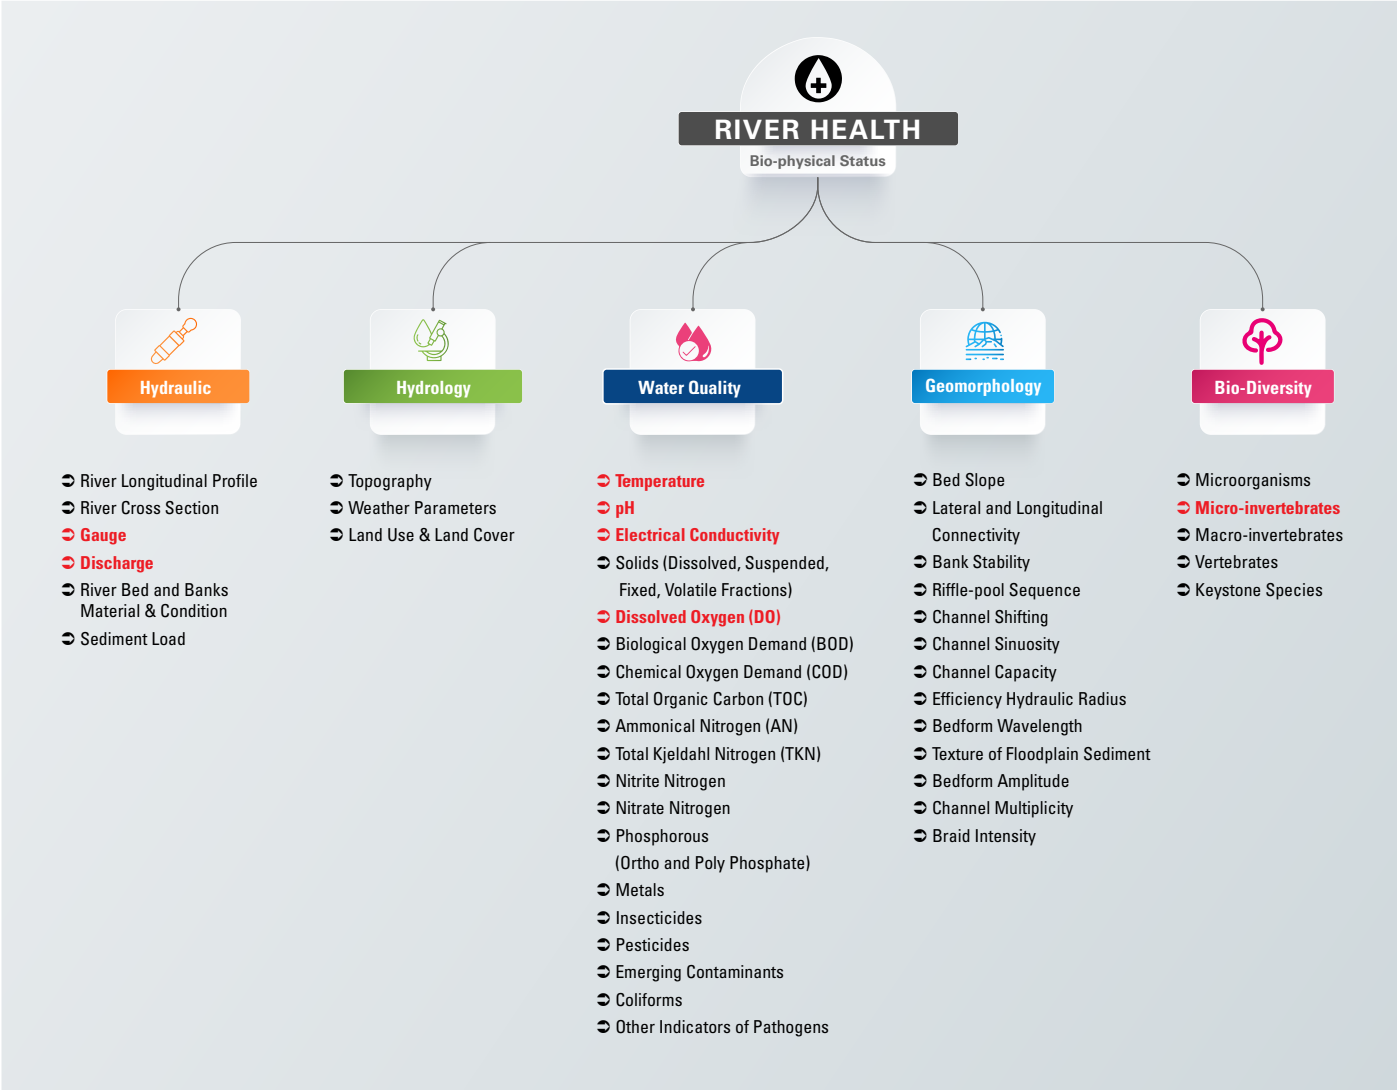 RIVER HEALTH
Bio-physical Status
Hydraulic
River Longitudinal Profile
River Cross Section
Gauge
Discharge
River Bed and Banks
Material & Condition
Sediment Load
Hydrology
Topography
Weather Parameters
Land Use & Land Cover
Water Quality
Temperature
pH
Electrical Conductivity
Solids (Dissolved, Suspended,
Fixed, Volatile Fractions)
Dissolved Oxygen (DO)
Biological Oxygen Demand (BOD)
Chemical Oxygen Demand (COD)
Total Organic Carbon (TOC)
Ammonical Nitrogen (AN)
Total Kjeldahl Nitrogen (TKN)
Nitrite Nitrogen
Nitrate Nitrogen
Phosphorous
(Ortho and Poly Phosphate)
Metals
Insecticides
Pesticides
Emerging Contaminants
Coliforms
Other Indicators of Pathogens
Geomorphology
Bed Slope
Lateral and Longitudinal
Connectivity
Bank Stability
Riffle-pool Sequence
Channel Shifting
Channel Sinuosity
Channel Capacity
Efficiency Hydraulic Radius
Bedform Wavelength
Texture of Floodplain Sediment
Bedform Amplitude
Channel Multiplicity
Braid Intensity
Bio-Diversity
Microorganisms
Micro-invertebrates
Macro-invertebrates
Vertebrates
Keystone Species